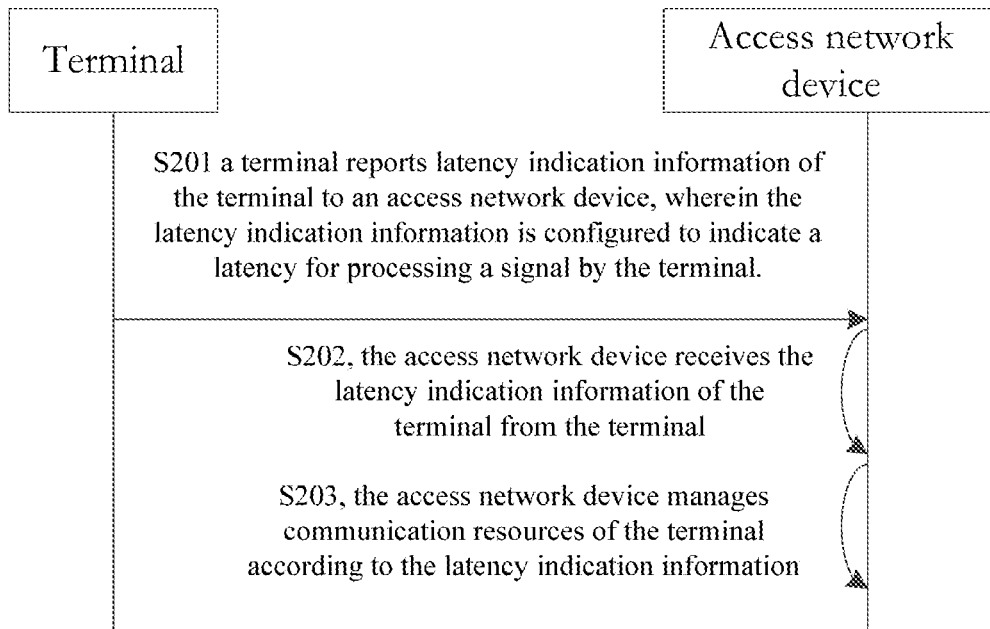 Terminal
Access network
device
S201 a terminal reports latency indication information of
the terminal to an access network device, wherein the
latency indication information is configured to indicate a
latency for processing a signal by the terminal.
S202, the access network device receives the
latency indication information of the
terminal from the terminal
S203, the access network device manages
communication resources of the terminal
according to the latency indication information